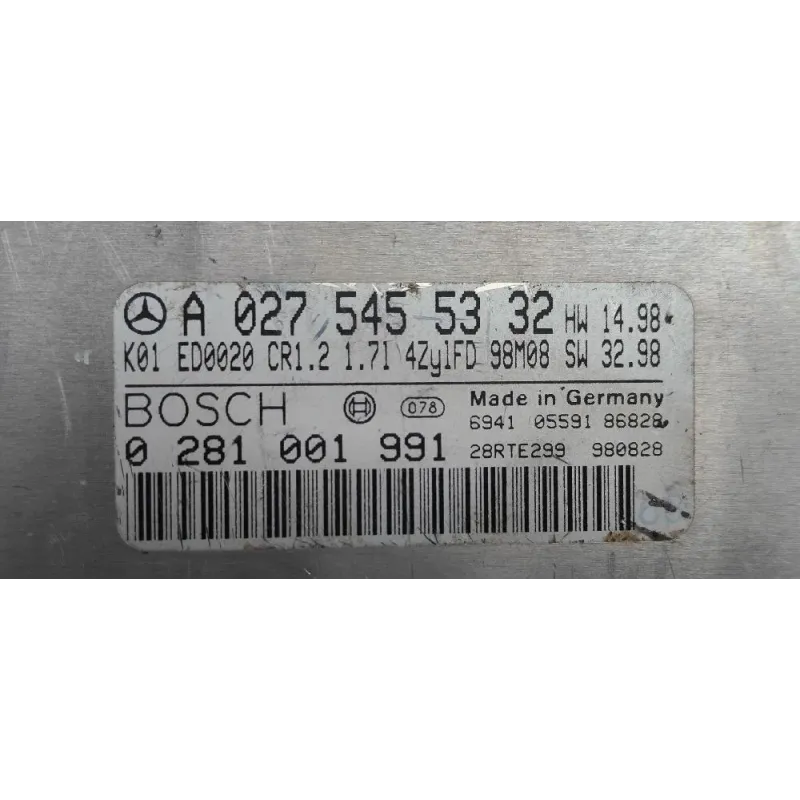 A 027 545 53 32 HW 14.98
K01 ED0020 CR1.2 1.7l 4ZylFD 98M08 SW 32.98
BOSCH 078 Made in Germany
6941 05591 86828
0 281 001 991 28RTE299 980828